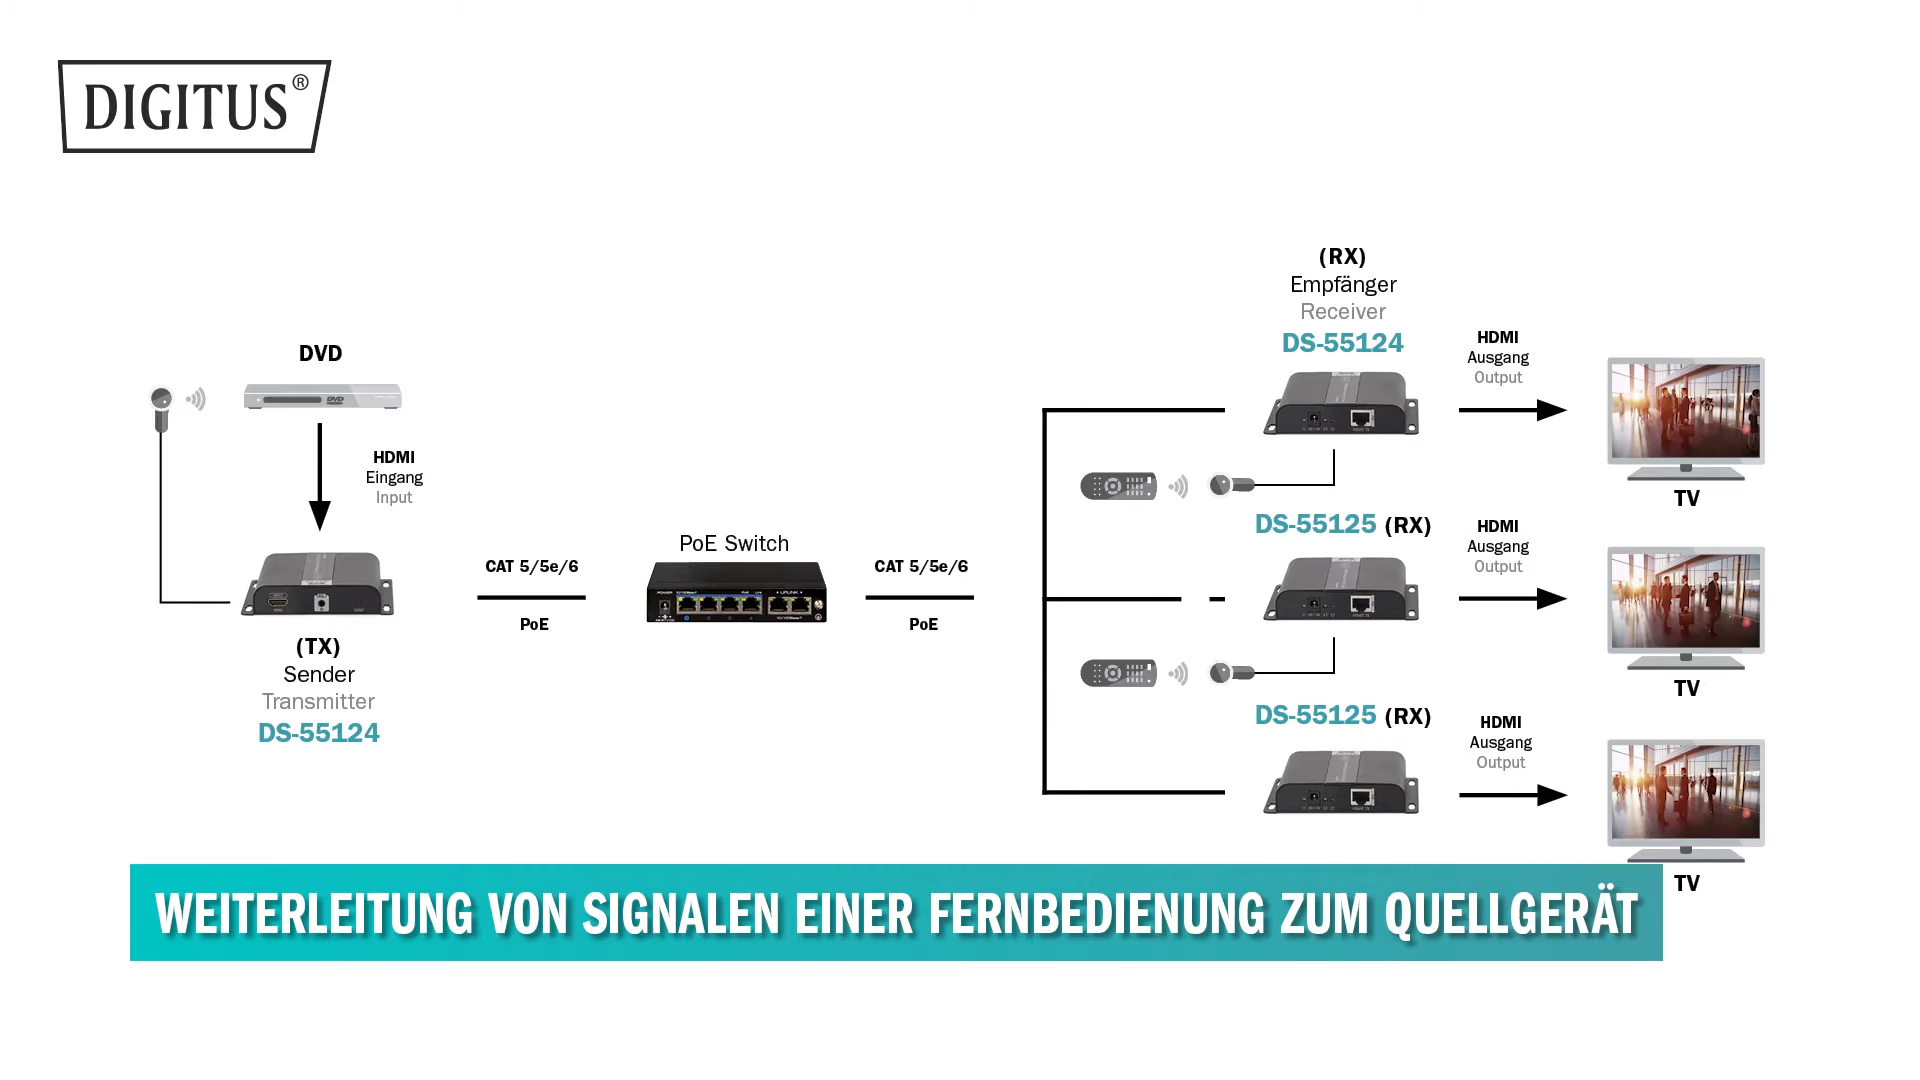 DIGITUS®
DVD
HDMI
Eingang
Input
(TX)
Sender
Transmitter
DS-55124
CAT 5/5e/6
PoE
PoE Switch
CAT 5/5e/6
PoE
(RX)
Empfänger
Receiver
DS-55124
HDMI
Ausgang
Output
TV
DS-55125 (RX)
HDMI
Ausgang
Output
TV
DS-55125 (RX)
HDMI
Ausgang
Output
TV
WEITERLEITUNG VON SIGNALEN EINER FERNBEDIENUNG ZUM QUELLGERÄT